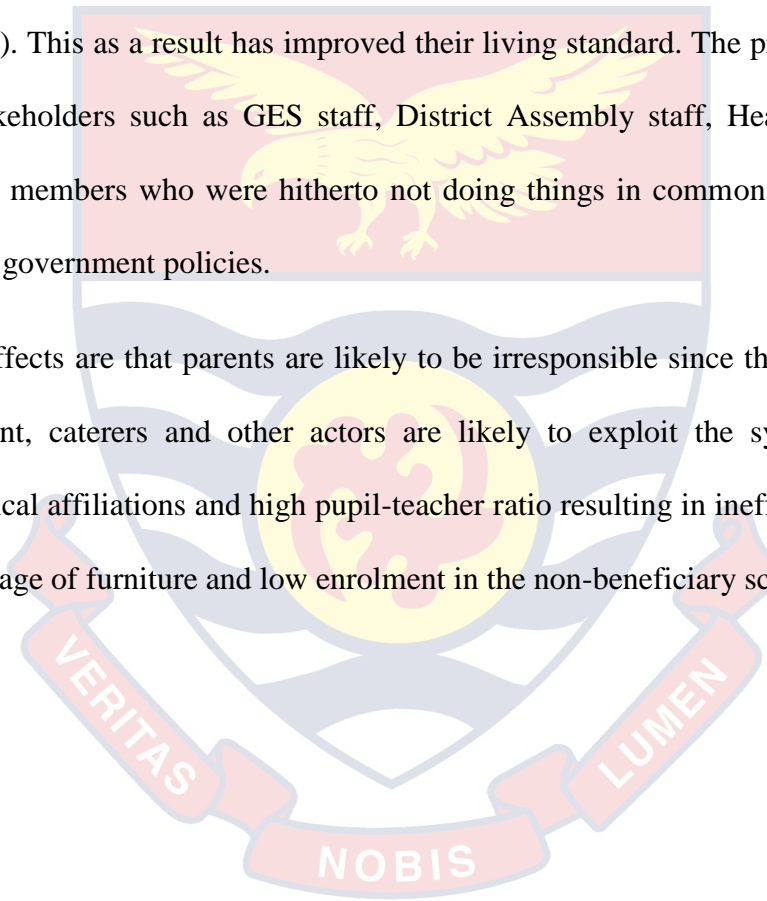 ). This as a result has improved their living standard. The p
keholders such as GES staff, District Assembly staff, Hea
members who were hitherto not doing things in common
government policies.
ffects are that parents are likely to be irresponsible since th
nt, caterers and other actors are likely to exploit the sy
ical affiliations and high pupil-teacher ratio resulting in ineff
age of furniture and low enrolment in the non-beneficiary sc
VERITAS
NOBIS
LUMEN